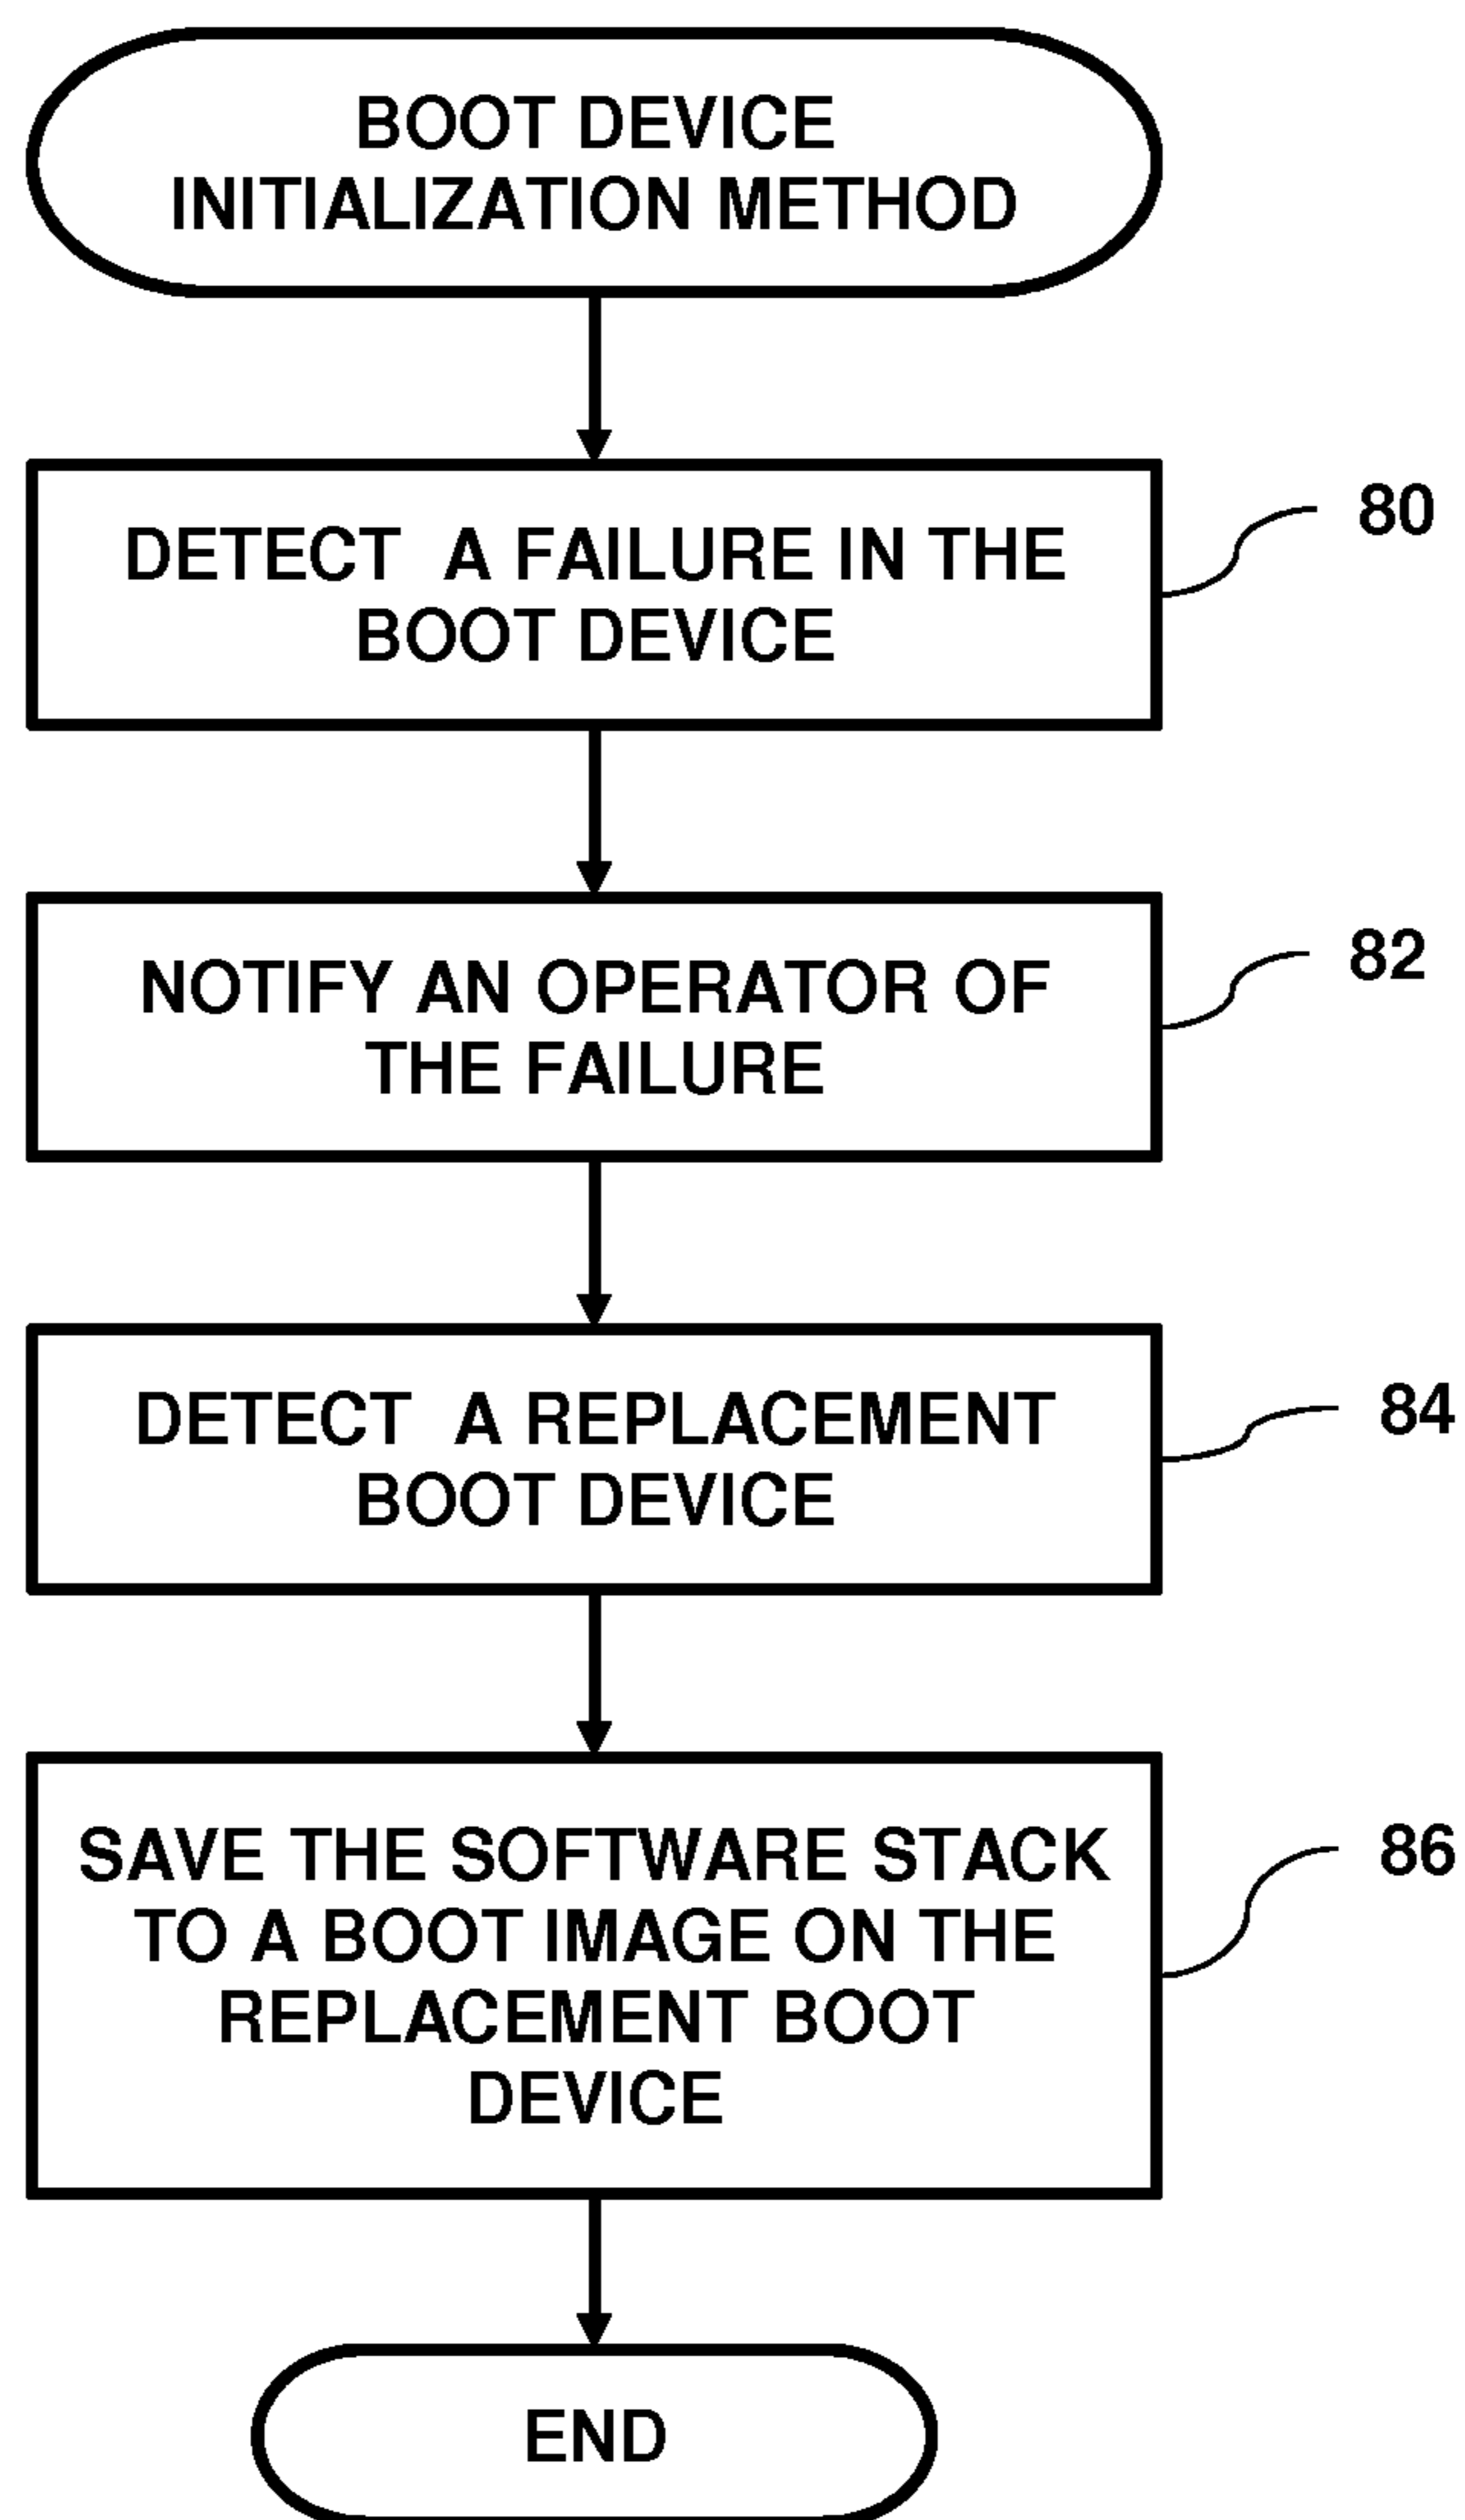 BOOT DEVICE
INITIALIZATION METHOD
DETECT A FAILURE IN THE
BOOT DEVICE
80
NOTIFY AN OPERATOR OF
THE FAILURE
82
DETECT A REPLACEMENT
BOOT DEVICE
84
SAVE THE SOFTWARE STACK
TO A BOOT IMAGE ON THE
REPLACEMENT BOOT
DEVICE
86
END